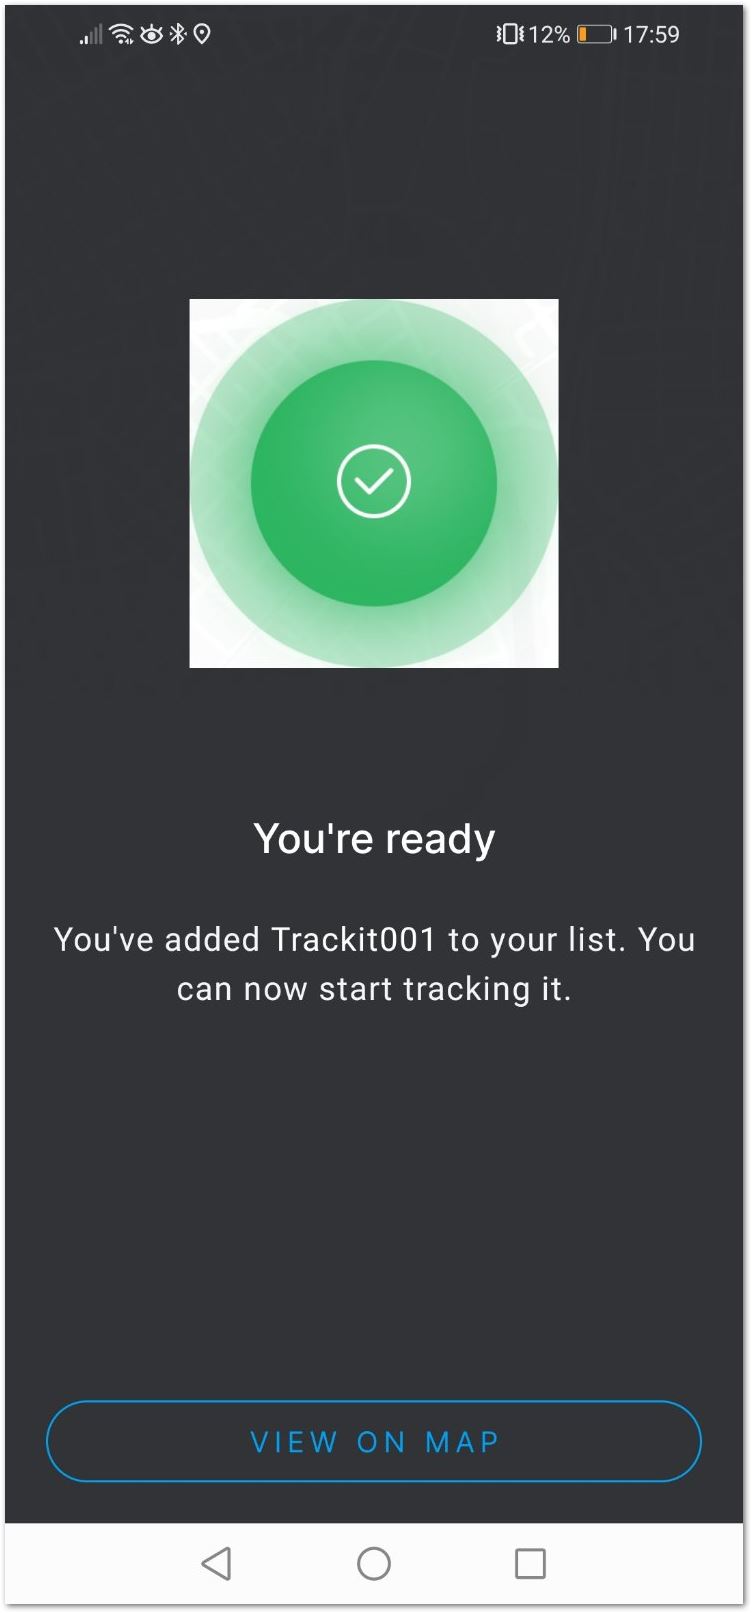 12% 17:59
You're ready
You've added Trackit001 to your list. You
can now start tracking it.
VIEW ON MAP